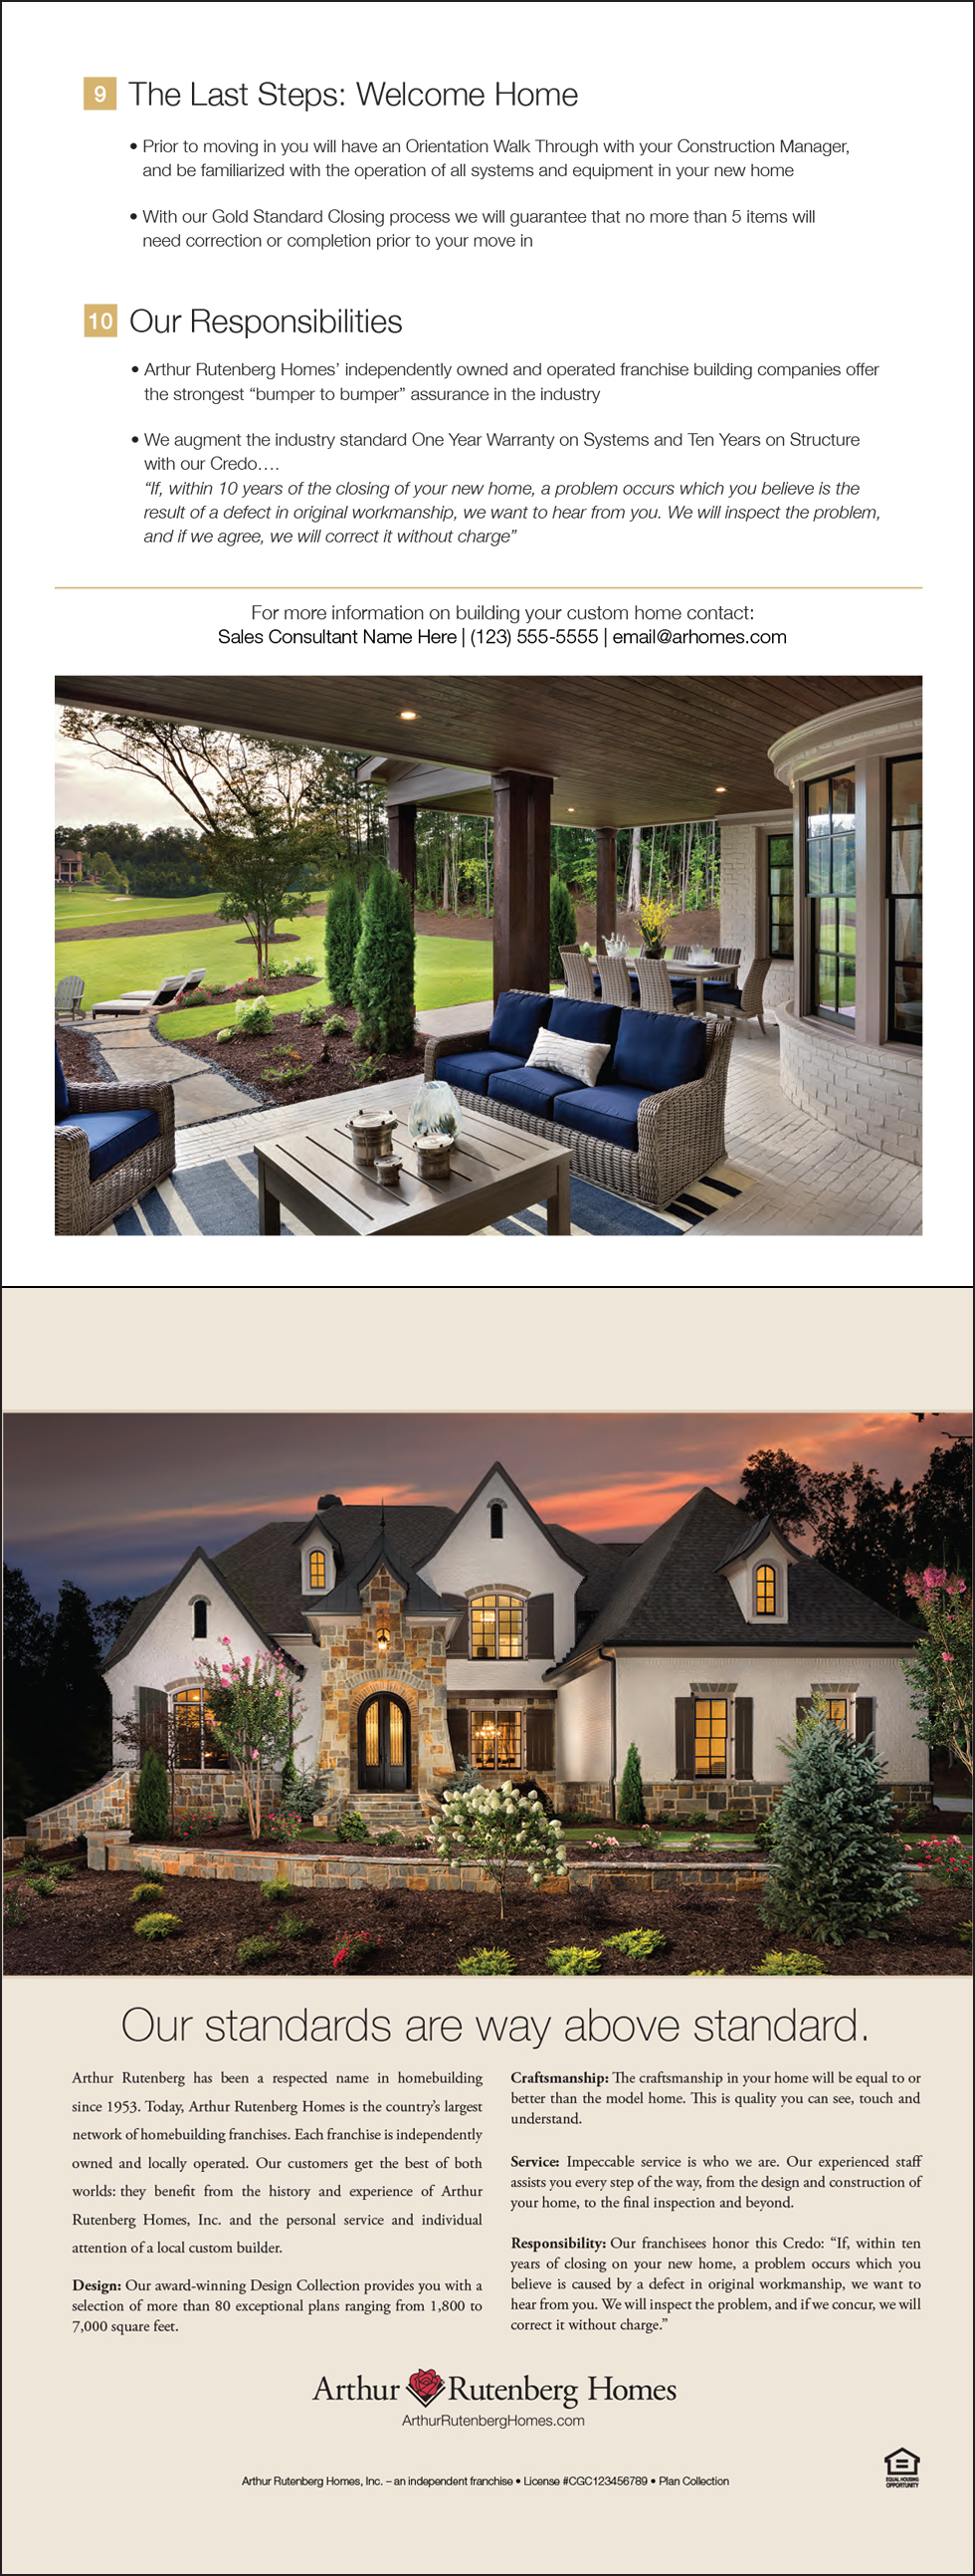 9 The Last Steps: Welcome Home
• Prior to moving in you will have an Orientation Walk Through with your Construction Manager,
and be familiarized with the operation of all systems and equipment in your new home
• With our Gold Standard Closing process we will guarantee that no more than 5 items will
need correction or completion prior to your move in
10 Our Responsibilities
• Arthur Rutenberg Homes’ independently owned and operated franchise building companies offer
the strongest “bumper to bumper” assurance in the industry
• We augment the industry standard One Year Warranty on Systems and Ten Years on Structure
with our Credo….
“If, within 10 years of the closing of your new home, a problem occurs which you believe is the
result of a defect in original workmanship, we want to hear from you. We will inspect the problem,
and if we agree, we will correct it without charge”
For more information on building your custom home contact:
Sales Consultant Name Here | (123) 555-5555 | email@arhomes.com
Our standards are way above standard.
Arthur Rutenberg has been a respected name in homebuilding
since 1953. Today, Arthur Rutenberg Homes is the country’s largest
network of homebuilding franchises. Each franchise is independently
owned and locally operated. Our customers get the best of both
worlds: they benefit from the history and experience of Arthur
Rutenberg Homes, Inc. and the personal service and individual
attention of a local custom builder.
Design: Our award-winning Design Collection provides you with a
selection of more than 80 exceptional plans ranging from 1,800 to
7,000 square feet.
Craftsmanship: The craftsmanship in your home will be equal to or
better than the model home. This is quality you can see, touch and
understand.
Service: Impeccable service is who we are. Our experienced staff
assists you every step of the way, from the design and construction of
your home, to the final inspection and beyond.
Responsibility: Our franchisees honor this Credo: “If, within ten
years of closing on your new home, a problem occurs which you
believe is caused by a defect in original workmanship, we want to
hear from you. We will inspect the problem, and if we concur, we will
correct it without charge.”
Arthur Rutenberg Homes
ArthurRutenbergHomes.com
Arthur Rutenberg Homes, Inc. – an independent franchise • License #CGC123456789 • Plan Collection
EQUAL HOUSING
OPPORTUNITY